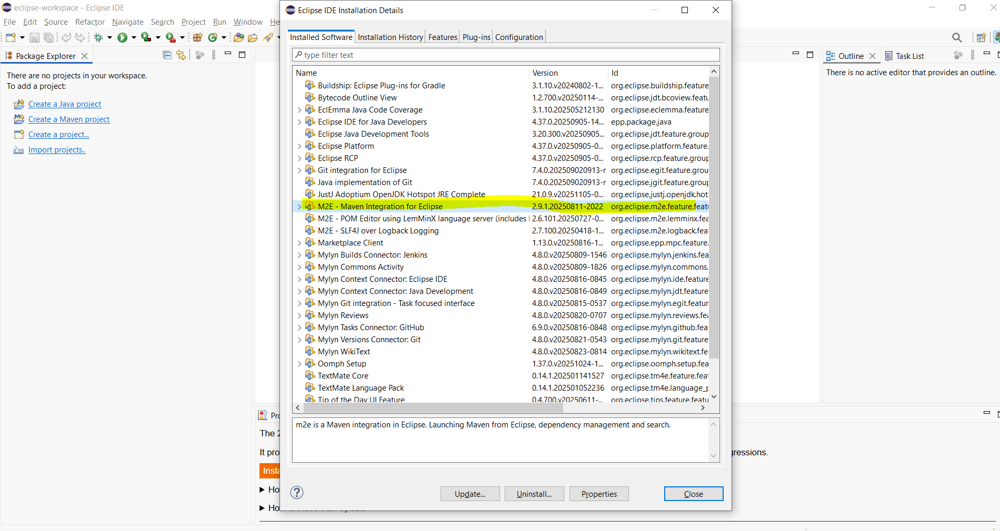 eclipse-workspace - Eclipse IDE
File Edit Source Refactor Navigate Search Project Run Window He
Package Explorer
There are no projects in your workspace.
To add a project:
Create a Java project
Create a Maven project
Create a project...
Import projects..
Eclipse IDE Installation Details
Installed Software Installation History Features Plug-ins Configuration
type filter text
Name Version Id
Buildship: Eclipse Plug-ins for Gradle 3.1.10.v20240802-1... org.eclipse.buildship.feature
Bytecode Outline View 1.2.700.v20250114-... org.eclipse.jdt.bcoview.featu
EclEmma Java Code Coverage 3.1.10.202505212130 org.eclipse.eclemma.feature
Eclipse IDE for Java Developers 4.37.0.20250905-14... epp.package.java
Eclipse Java Development Tools 3.20.300.v20250905... org.eclipse.jdt.feature.group
Eclipse Platform 4.37.0.v20250905-0... org.eclipse.platform.feature.
Eclipse RCP 4.37.0.v20250905-0... org.eclipse.rcp.feature.group
Git integration for Eclipse 7.4.0.202509020913-r org.eclipse.egit.feature.grou
Java implementation of Git 7.4.0.202509020913-r org.eclipse.jgit.feature.group
JustJ Adoptium OpenJDK Hotspot JRE Complete 21.0.9.v20251105-0... org.eclipse.justj.openjdk.hot
M2E - Maven Integration for Eclipse 2.9.1.20250811-2022 org.eclipse.m2e.feature.featu
M2E - POM Editor using LemMinX language server (includes 2.6.101.20250727-0... org.eclipse.m2e.lemminx.fea
M2E - SLF4J over Logback Logging 2.7.100.20250418-1... org.eclipse.m2e.logback.fea
Marketplace Client 1.13.0.v20250816-1... org.eclipse.epp.mpc.feature.
Mylyn Builds Connector: Jenkins 4.8.0.v20250809-1546 org.eclipse.mylyn.jenkins.fea
Mylyn Commons Activity 4.8.0.v20250809-1826 org.eclipse.mylyn.commons.
Mylyn Context Connector: Eclipse IDE 4.8.0.v20250816-0845 org.eclipse.mylyn.ide.feature
Mylyn Context Connector: Java Development 4.8.0.v20250816-0849 org.eclipse.mylyn.jdt.feature
Mylyn Git integration - Task focused interface 4.8.0.v20250815-0537 org.eclipse.mylyn.egit.featur
Mylyn Reviews 4.8.0.v20250820-0707 org.eclipse.mylyn.reviews.fea
Mylyn Tasks Connector: GitHub 6.9.0.v20250816-0848 org.eclipse.mylyn.github.fea
Mylyn Versions Connector: Git 4.8.0.v20250821-0543 org.eclipse.mylyn.git.feature
Mylyn WikiText 4.8.0.v20250823-0814 org.eclipse.mylyn.wikitext.fe
Oomph Setup 1.37.0.v20251024-1... org.eclipse.oomph.setup.fea
TextMate Core 0.14.1.202501141527 org.eclipse.tm4e.feature.feat
TextMate Language Pack 0.14.1.202501052236 org.eclipse.tm4e.language_p
Tip of the Day UI Feature 0.4.700.v20250611-... org.eclipse.tips.feature.featu
m2e is a Maven integration in Eclipse. Launching Maven from Eclipse, dependency management and search.
Update... Uninstall... Properties Close
Outline Task List
There is no active editor that provides an outline.
Pro
The 2
It pro gressions.
Insta
Ho